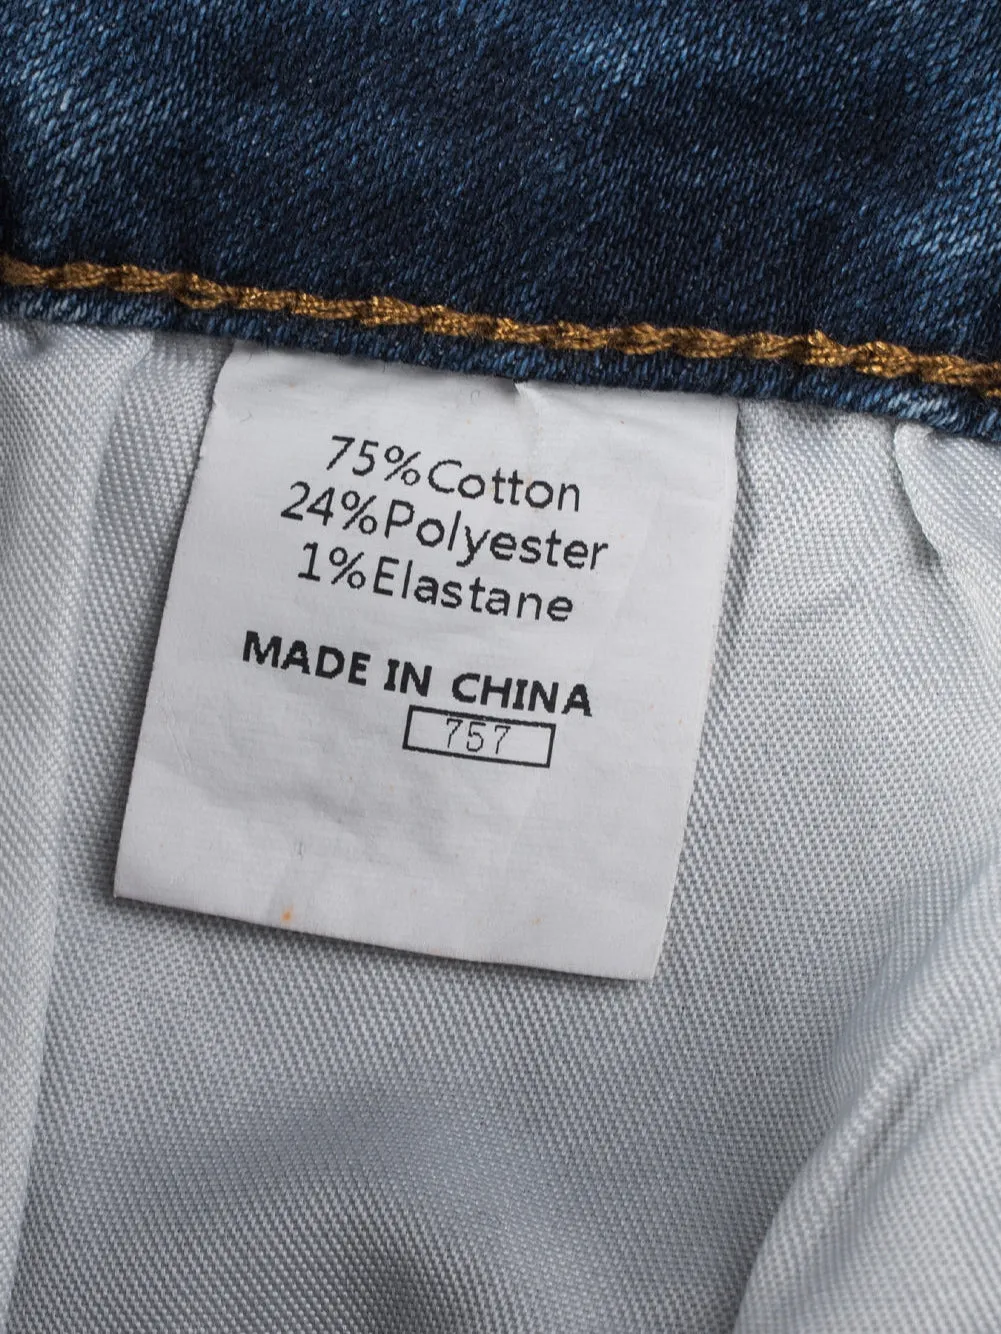 75%Cotton
24%Polyester
1%Elastane
MADE IN CHINA
757